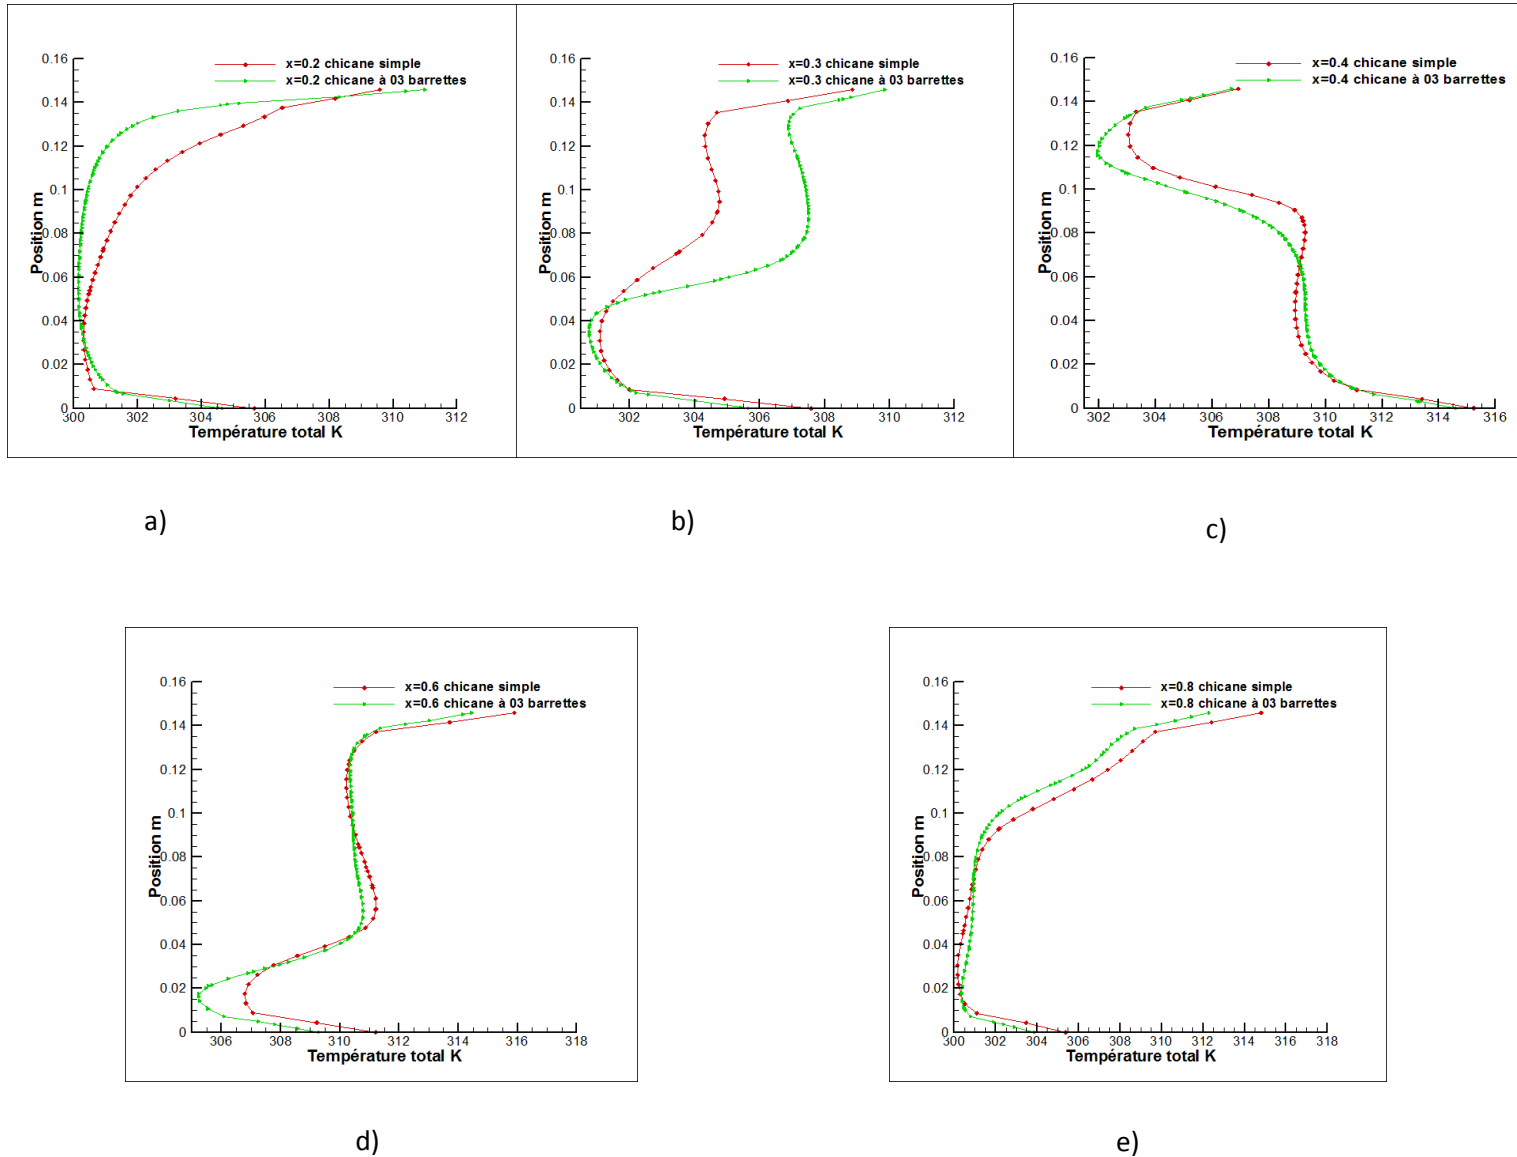 0.16
x=0.2 chicane simple
x=0.2 chicane à 03 barrettes
0.14
0.12
0.1
0.08
0.06
0.04
0.02
0
Position m
300 302 304 306 308 310 312
Température total K
0.16
x=0.3 chicane simple
x=0.3 chicane à 03 barrettes
0.14
0.12
0.1
0.08
0.06
0.04
0.02
0
Position m
302 304 306 308 310 312
Température total K
0.16
x=0.4 chicane simple
x=0.4 chicane à 03 barrettes
0.14
0.12
0.1
0.08
0.06
0.04
0.02
0
Position m
302 304 306 308 310 312 314 316
Température total K
a)
b)
c)
0.16
x=0.6 chicane simple
x=0.6 chicane à 03 barrettes
0.14
0.12
0.1
0.08
0.06
0.04
0.02
0
Position m
306 308 310 312 314 316 318
Température total K
0.16
x=0.8 chicane simple
x=0.8 chicane à 03 barrettes
0.14
0.12
0.1
0.08
0.06
0.04
0.02
0
Position m
300 302 304 306 308 310 312 314 316 318
Température total K
d)
e)